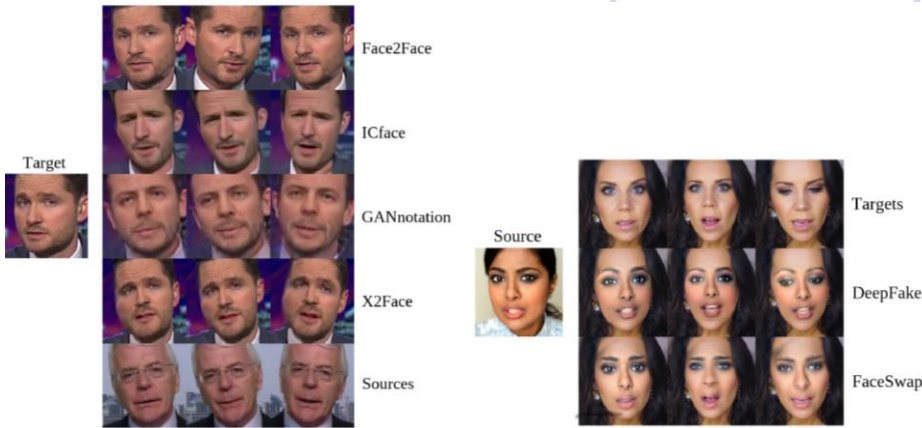 Face2Face
ICface
Target
GANnotation
X2Face
Sources
Source
Targets
DeepFake
FaceSwap